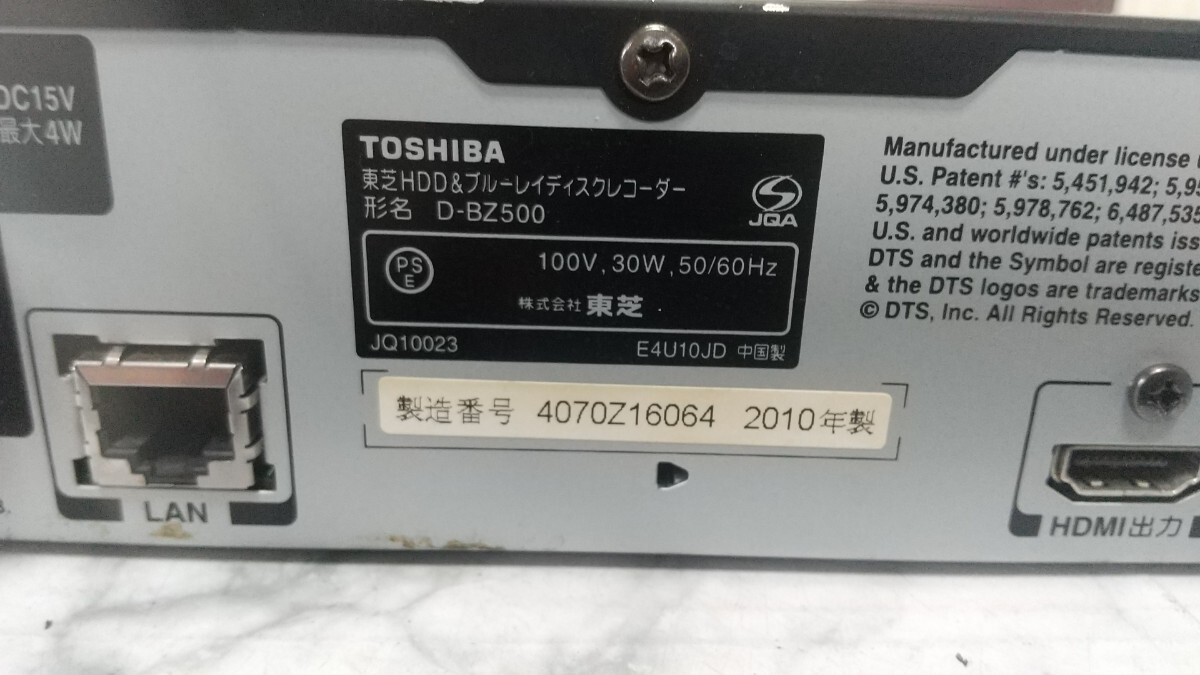 DC15V
最大4W
TOSHIBA
東芝HDD&ブルーレイディスクレコーダー
形名 D-BZ500
JQA
PS
E
100V, 30W, 50/60Hz
株式会社 東芝
JQ10023
E4U10JD 中国製
製造番号 4070Z16064 2010年製
LAN
Manufactured under license
U.S. Patent #'s: 5,451,942;
5,974,380; 5,978,762; 6,487,535
U.S. and worldwide patents
DTS and the Symbol are
& the DTS logos are trademarks
© DTS, Inc. All Rights Reserved.
HDMI出力